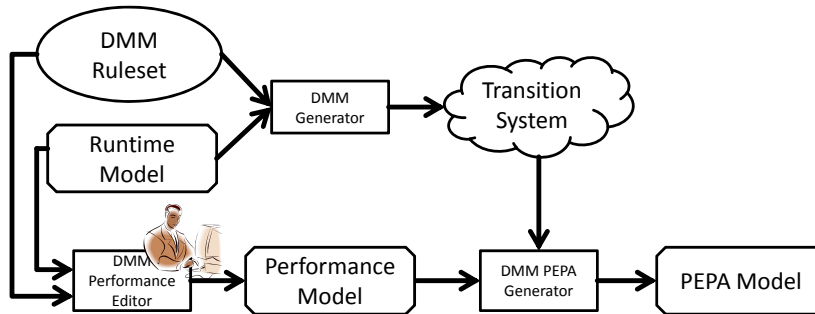 DMM
Ruleset
DMM
Generator
Transition
System
Runtime
Model
DMM
Performance
Editor
Performance
Model
DMM PEPA
Generator
PEPA Model